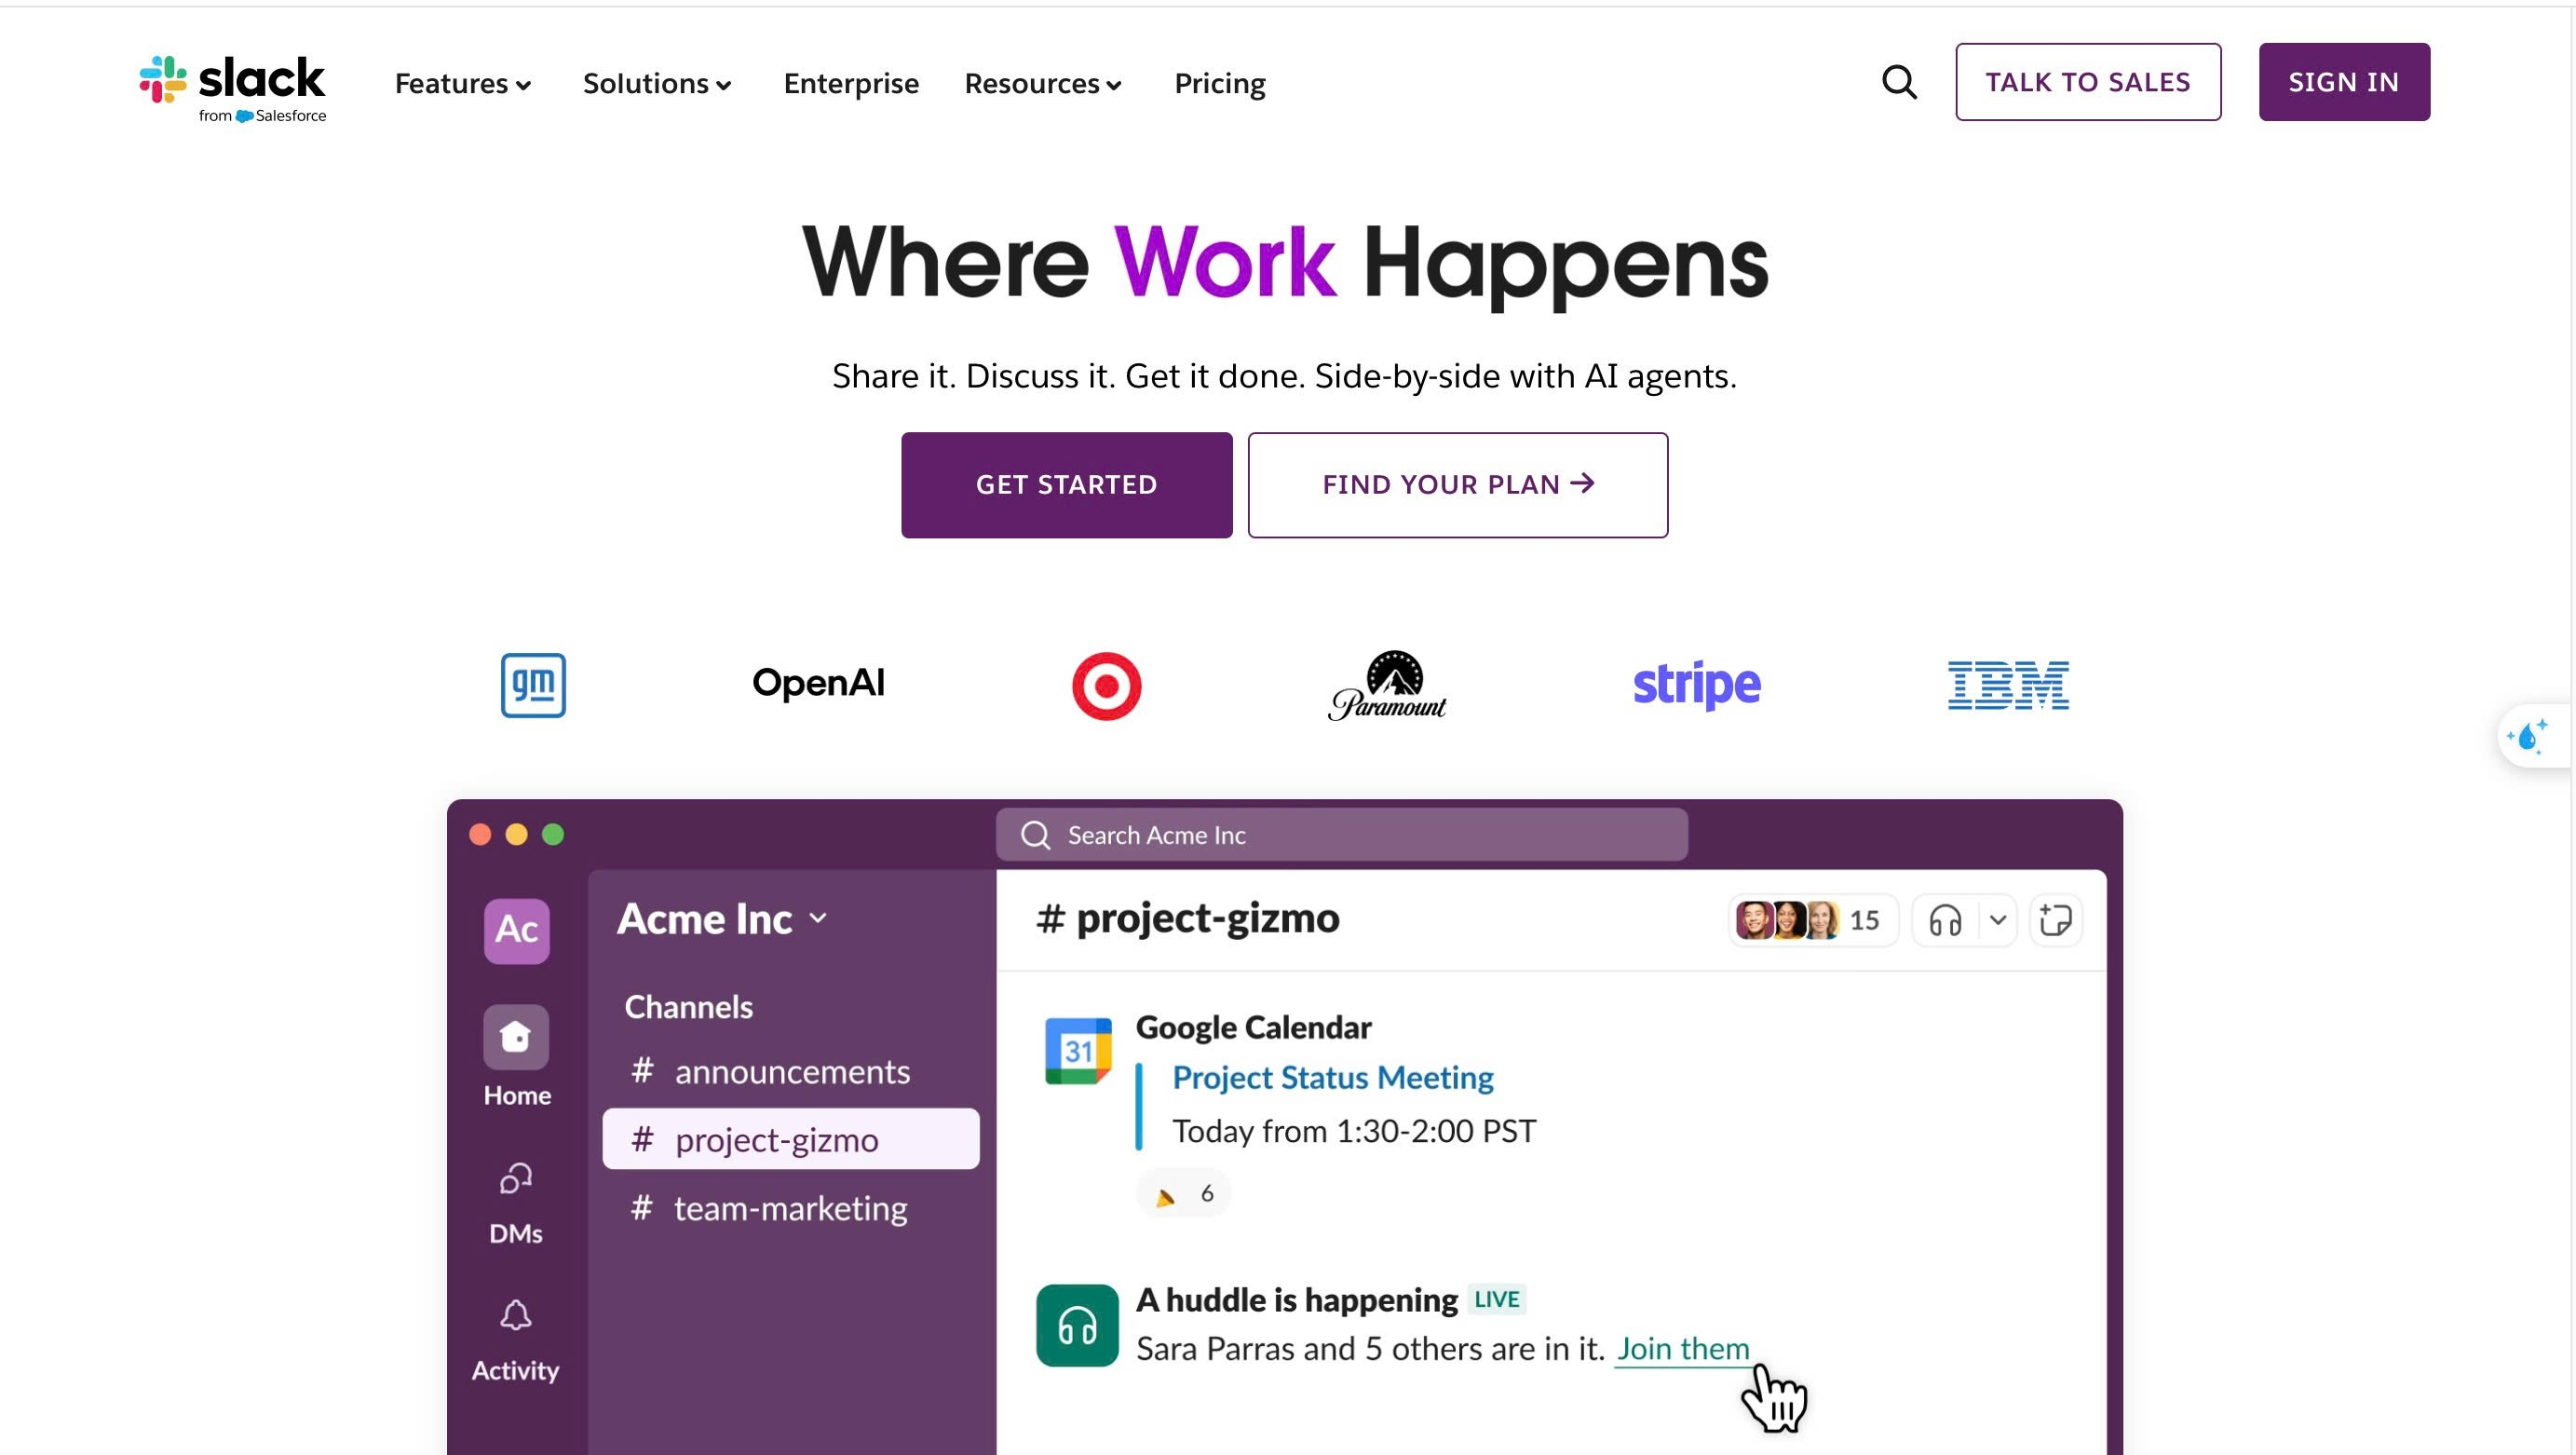 slack
from Salesforce
Features
Solutions
Enterprise
Resources
Pricing
TALK TO SALES
SIGN IN
Where Work Happens
Share it. Discuss it. Get it done. Side-by-side with AI agents.
GET STARTED
FIND YOUR PLAN →
gm
OpenAI
Paramount
stripe
IBM
Search Acme Inc
Ac
Home
DMs
Activity
Acme Inc
Channels
# announcements
# project-gizmo
# team-marketing
# project-gizmo
15
31
Google Calendar
Project Status Meeting
Today from 1:30-2:00 PST
6
A huddle is happening LIVE
Sara Parras and 5 others are in it. Join them